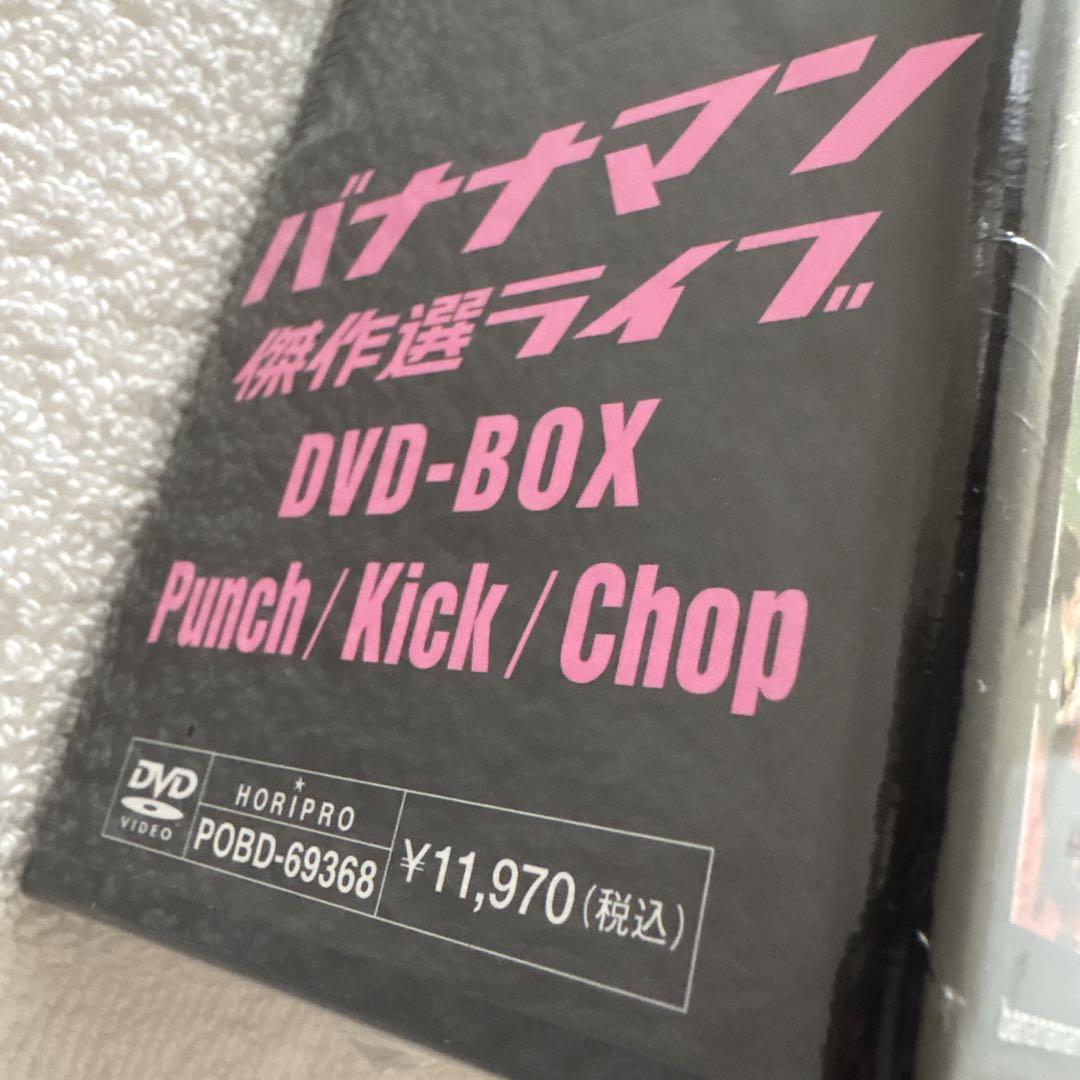 バナナマン
傑作選ライブ
DVD-BOX
Punch/Kick/Chop
DVD
VIDEO
HORIPRO
POBD-69368
¥11,970(税込)